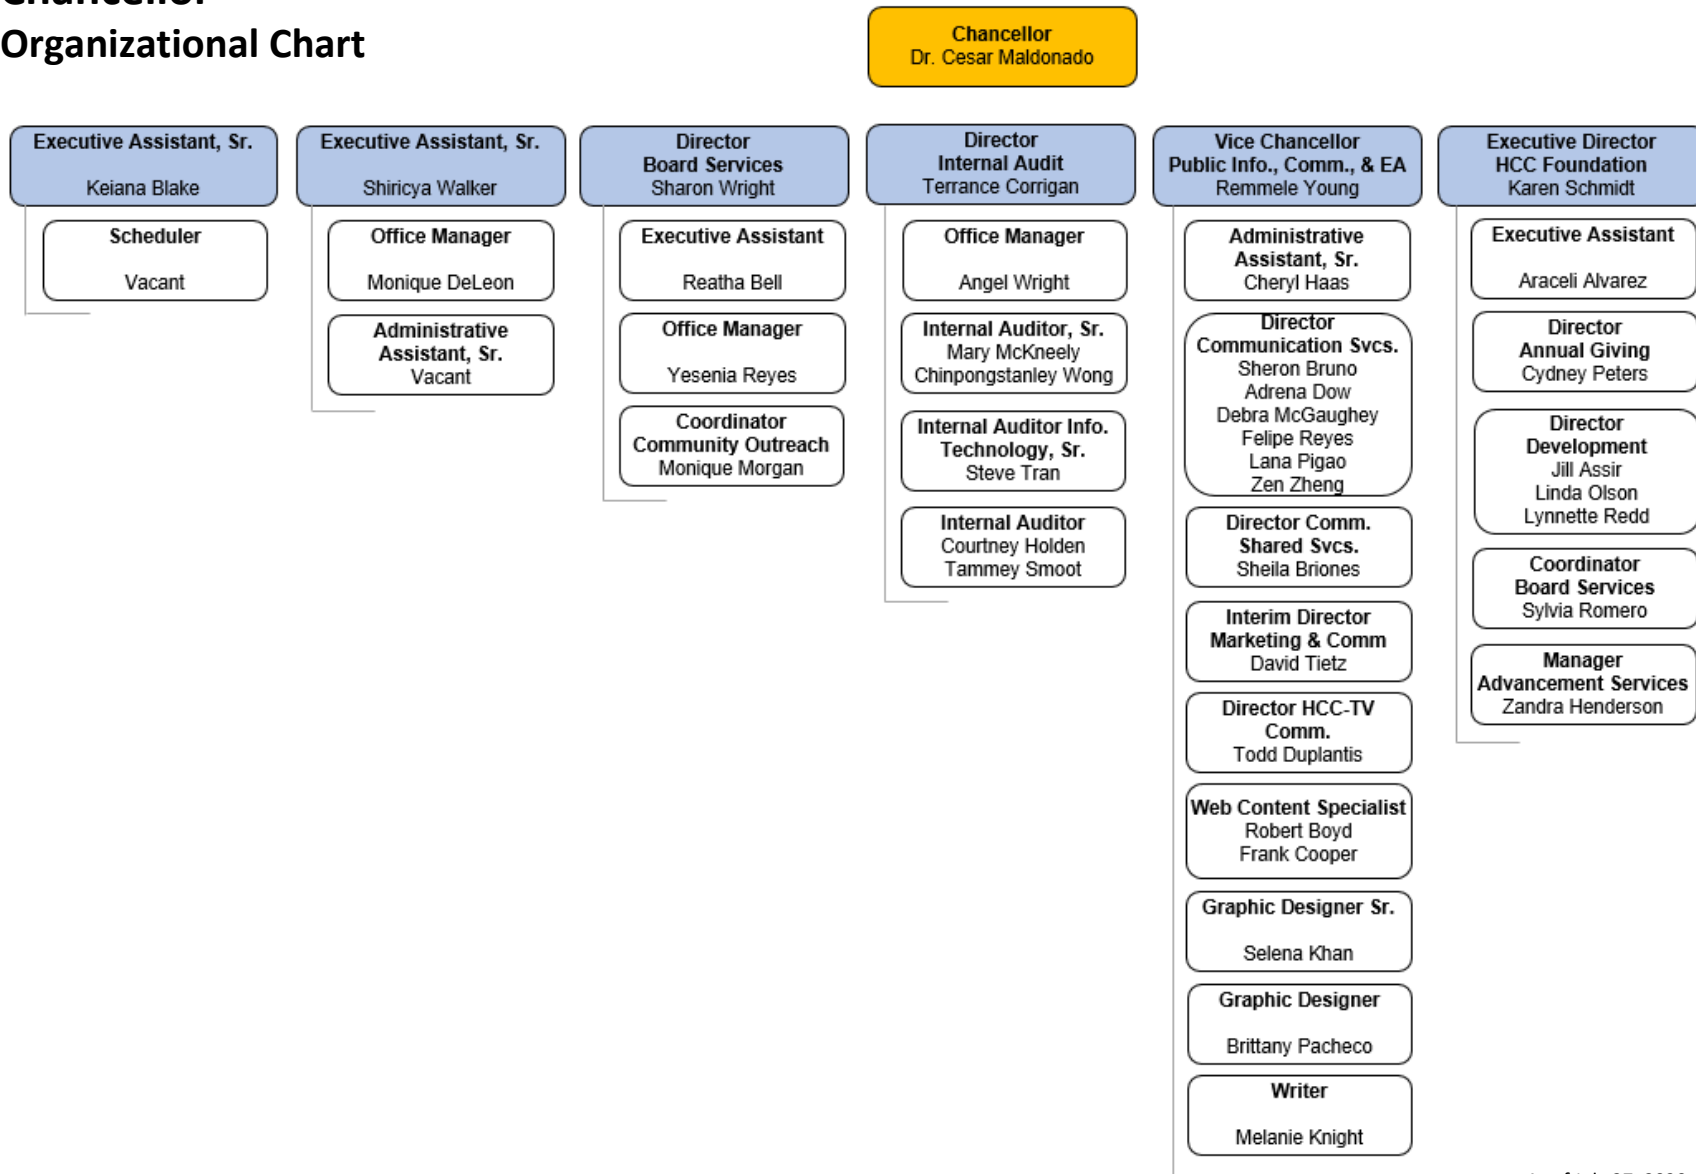 Chancellor
Organizational Chart
Chancellor
Dr. Cesar Maldonado
Executive Assistant, Sr.
Keiana Blake
Scheduler
Vacant
Executive Assistant, Sr.
Shiricya Walker
Office Manager
Monique DeLeon
Administrative
Assistant, Sr.
Vacant
Director
Board Services
Sharon Wright
Executive Assistant
Reatha Bell
Office Manager
Yesenia Reyes
Coordinator
Community Outreach
Monique Morgan
Director
Internal Audit
Terrance Corrigan
Office Manager
Angel Wright
Internal Auditor, Sr.
Mary McKneely
Chinpongstanley Wong
Internal Auditor Info.
Technology, Sr.
Steve Tran
Internal Auditor
Courtney Holden
Tammey Smoot
Vice Chancellor
Public Info., Comm., & EA
Remmele Young
Administrative
Assistant, Sr.
Cheryl Haas
Director
Communication Svcs.
Sheron Bruno
Adrena Dow
Debra McGaughey
Felipe Reyes
Lana Pigao
Zen Zheng
Director Comm.
Shared Svcs.
Sheila Briones
Interim Director
Marketing & Comm
David Tietz
Director HCC-TV
Comm.
Todd Duplantis
Web Content Specialist
Robert Boyd
Frank Cooper
Graphic Designer Sr.
Selena Khan
Graphic Designer
Brittany Pacheco
Writer
Melanie Knight
Executive Director
HCC Foundation
Karen Schmidt
Executive Assistant
Araceli Alvarez
Director
Annual Giving
Cydney Peters
Director
Development
Jill Assir
Linda Olson
Lynnette Redd
Coordinator
Board Services
Sylvia Romero
Manager
Advancement Services
Zandra Henderson